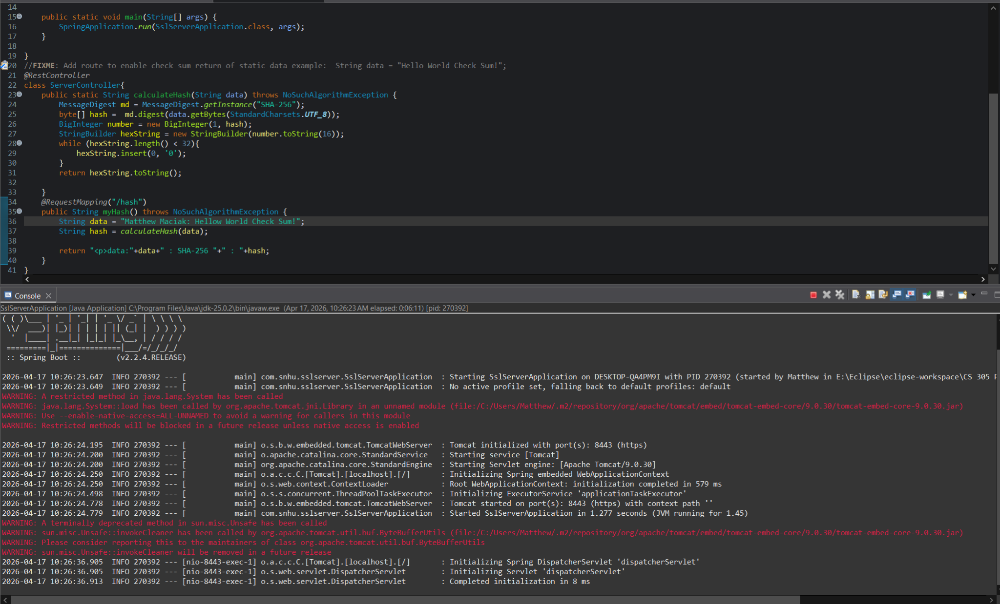 14
15 public static void main(String[] args) {
16 SpringApplication.run(SslServerApplication.class, args);
17 }
18
19 }
20 //FIXME: Add route to enable check sum return of static data example:  String data = "Hello World Check Sum!";
21 @RestController
22 class ServerController{
23 public static String calculateHash(String data) throws NoSuchAlgorithmException {
24 MessageDigest md = MessageDigest.getInstance("SHA-256");
25 byte[] hash =  md.digest(data.getBytes(StandardCharsets.UTF_8));
26 BigInteger number = new BigInteger(1, hash);
27 StringBuilder hexString = new StringBuilder(number.toString(16));
28 while (hexString.length() < 32){
29 hexString.insert(0, '0');
30 }
31 return hexString.toString();
32
33 }
34 @RequestMapping("/hash")
35 public String myHash() throws NoSuchAlgorithmException {
36 String data = "Matthew Maciak: Hellow World Check Sum!";
37 String hash = calculateHash(data);
38
39 return "<p>data:"+data+" : SHA-256 "+" : "+hash;
40 }
41 }
Console
SslServerApplication [Java Application] C:\Program Files\Java\jdk-25.0.2\bin\javaw.exe  (Apr 17, 2026, 10:26:23 AM elapsed: 0:06:11) [pid: 270392]
( ( )\___ | '_ | '_| | '_ \/ _` | \ \ \ \
 \\/  ___)| |_)| | | | | || (_| |  ) ) ) )
  '  |____| .__|_| |_|_| |_\__, | / / / /
 =========|_|==============|___/=/_/_/_/
 :: Spring Boot ::        (v2.2.4.RELEASE)
2026-04-17 10:26:23.647  INFO 270392 --- [           main] com.snhu.sslserver.SslServerApplication  : Starting SslServerApplication on DESKTOP-QA4PM9I with PID 270392 (started by Matthew in E:\Eclipse\eclipse-workspace\CS 305
2026-04-17 10:26:23.649  INFO 270392 --- [           main] com.snhu.sslserver.SslServerApplication  : No active profile set, falling back to default profiles: default
WARNING: A restricted method in java.lang.System has been called
WARNING: java.lang.System::load has been called by org.apache.tomcat.jni.Library in an unnamed module (file:/C:/Users/Matthew/.m2/repository/org/apache/tomcat/embed/tomcat-embed-core/9.0.30/tomcat-embed-core-9.0.30.jar)
WARNING: Use --enable-native-access=ALL-UNNAMED to avoid a warning for callers in this module
WARNING: Restricted methods will be blocked in a future release unless native access is enabled
2026-04-17 10:26:24.195  INFO 270392 --- [           main] o.s.b.w.embedded.tomcat.TomcatWebServer  : Tomcat initialized with port(s): 8443 (https)
2026-04-17 10:26:24.200  INFO 270392 --- [           main] o.apache.catalina.core.StandardService   : Starting service [Tomcat]
2026-04-17 10:26:24.200  INFO 270392 --- [           main] org.apache.catalina.core.StandardEngine  : Starting Servlet engine: [Apache Tomcat/9.0.30]
2026-04-17 10:26:24.250  INFO 270392 --- [           main] o.a.c.c.C.[Tomcat].[localhost].[/]       : Initializing Spring embedded WebApplicationContext
2026-04-17 10:26:24.250  INFO 270392 --- [           main] o.s.web.context.ContextLoader            : Root WebApplicationContext: initialization completed in 579 ms
2026-04-17 10:26:24.498  INFO 270392 --- [           main] o.s.s.concurrent.ThreadPoolTaskExecutor  : Initializing ExecutorService 'applicationTaskExecutor'
2026-04-17 10:26:24.778  INFO 270392 --- [           main] o.s.b.w.embedded.tomcat.TomcatWebServer  : Tomcat started on port(s): 8443 (https) with context path ''
2026-04-17 10:26:24.779  INFO 270392 --- [           main] com.snhu.sslserver.SslServerApplication  : Started SslServerApplication in 1.277 seconds (JVM running for 1.45)
WARNING: A terminally deprecated method in sun.misc.Unsafe has been called
WARNING: sun.misc.Unsafe::invokeCleaner has been called by org.apache.tomcat.util.buf.ByteBufferUtils (file:/C:/Users/Matthew/.m2/repository/org/apache/tomcat/embed/tomcat-embed-core/9.0.30/tomcat-embed-core-9.0.30.jar)
WARNING: Please consider reporting this to the maintainers of class org.apache.tomcat.util.buf.ByteBufferUtils
WARNING: sun.misc.Unsafe::invokeCleaner will be removed in a future release
2026-04-17 10:26:36.905  INFO 270392 --- [nio-8443-exec-1] o.a.c.c.C.[Tomcat].[localhost].[/]       : Initializing Spring DispatcherServlet 'dispatcherServlet'
2026-04-17 10:26:36.905  INFO 270392 --- [nio-8443-exec-1] o.s.web.servlet.DispatcherServlet        : Initializing Servlet 'dispatcherServlet'
2026-04-17 10:26:36.913  INFO 270392 --- [nio-8443-exec-1] o.s.web.servlet.DispatcherServlet        : Completed initialization in 8 ms